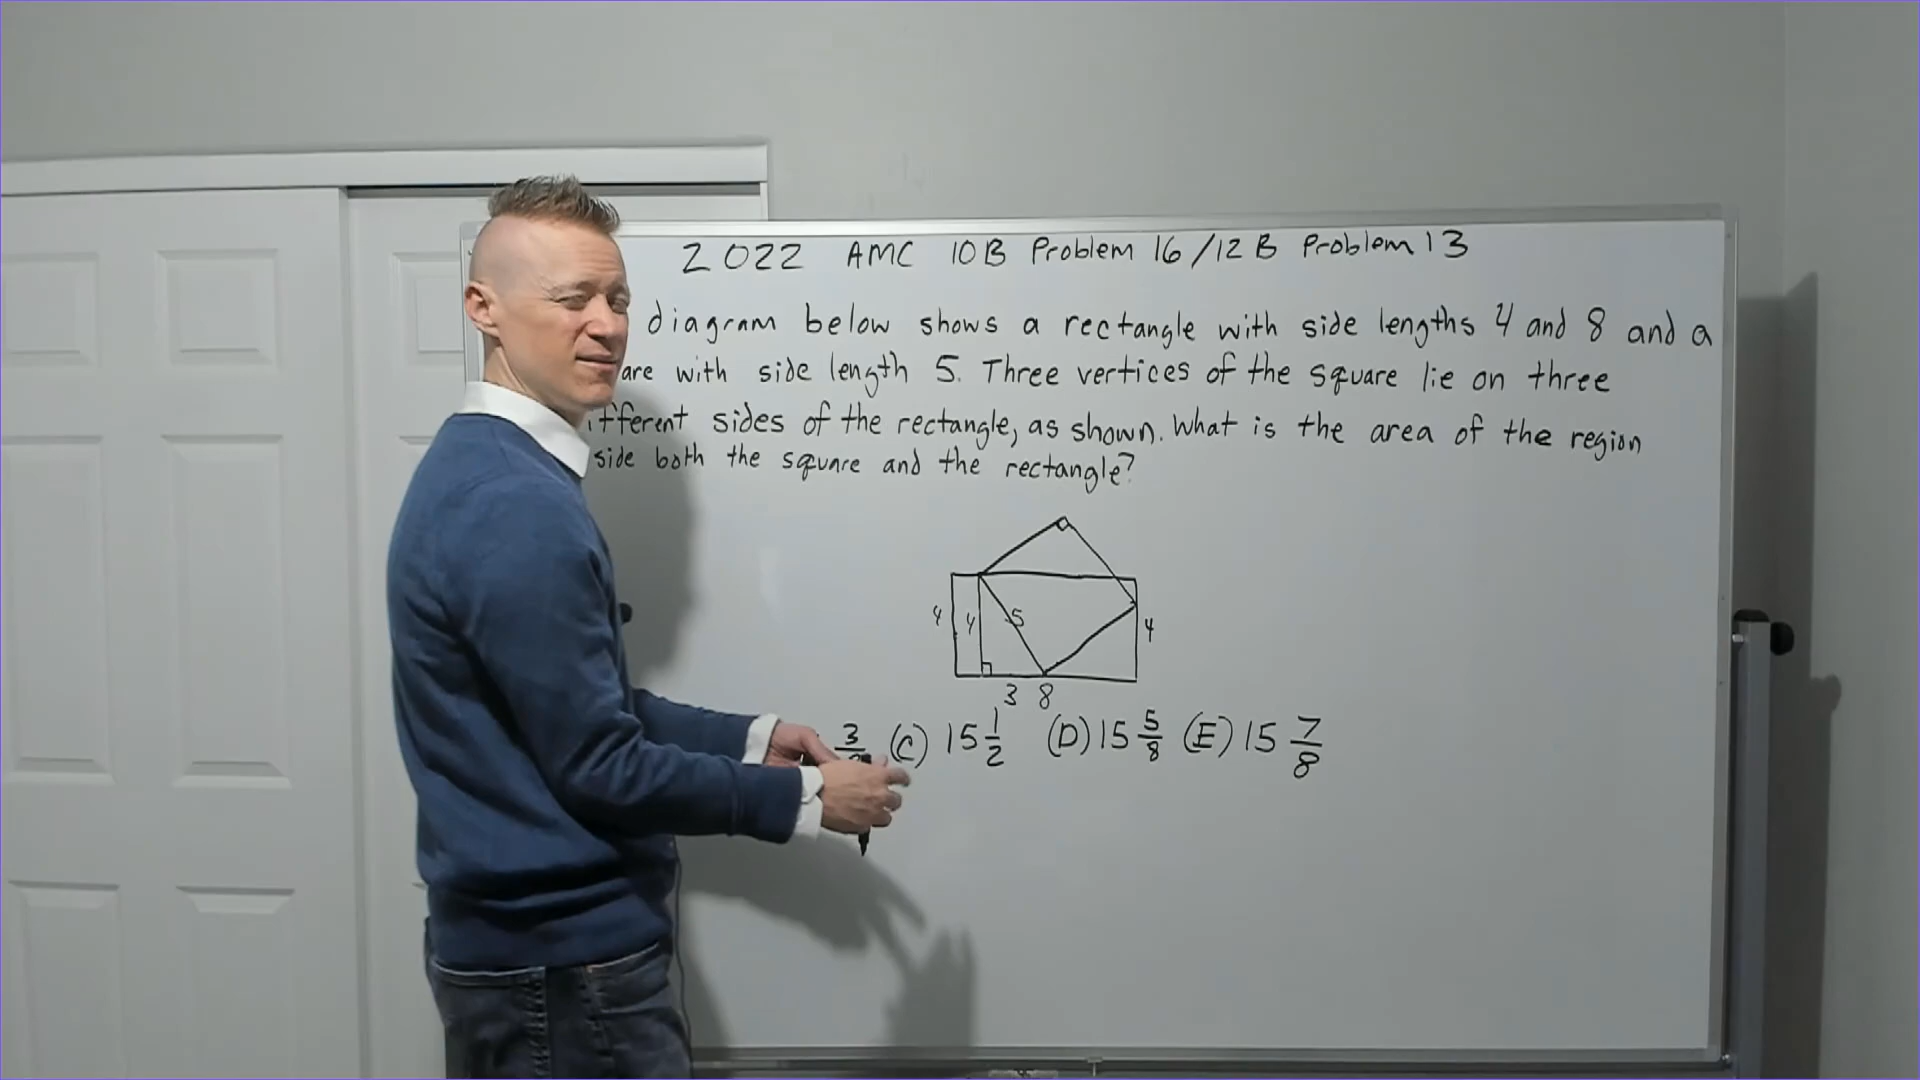 2022 AMC 10B Problem 16/12B Problem 13
diagram below shows a rectangle with side lengths 4 and 8 and a
are with side length 5. Three vertices of the square lie on three
fferent sides of the rectangle, as shown. What is the area of the region
side both the square and the rectangle?
4 4 5 4
3 8
3 (C) 15 1/2 (D) 15 5/8 (E) 15 7/8